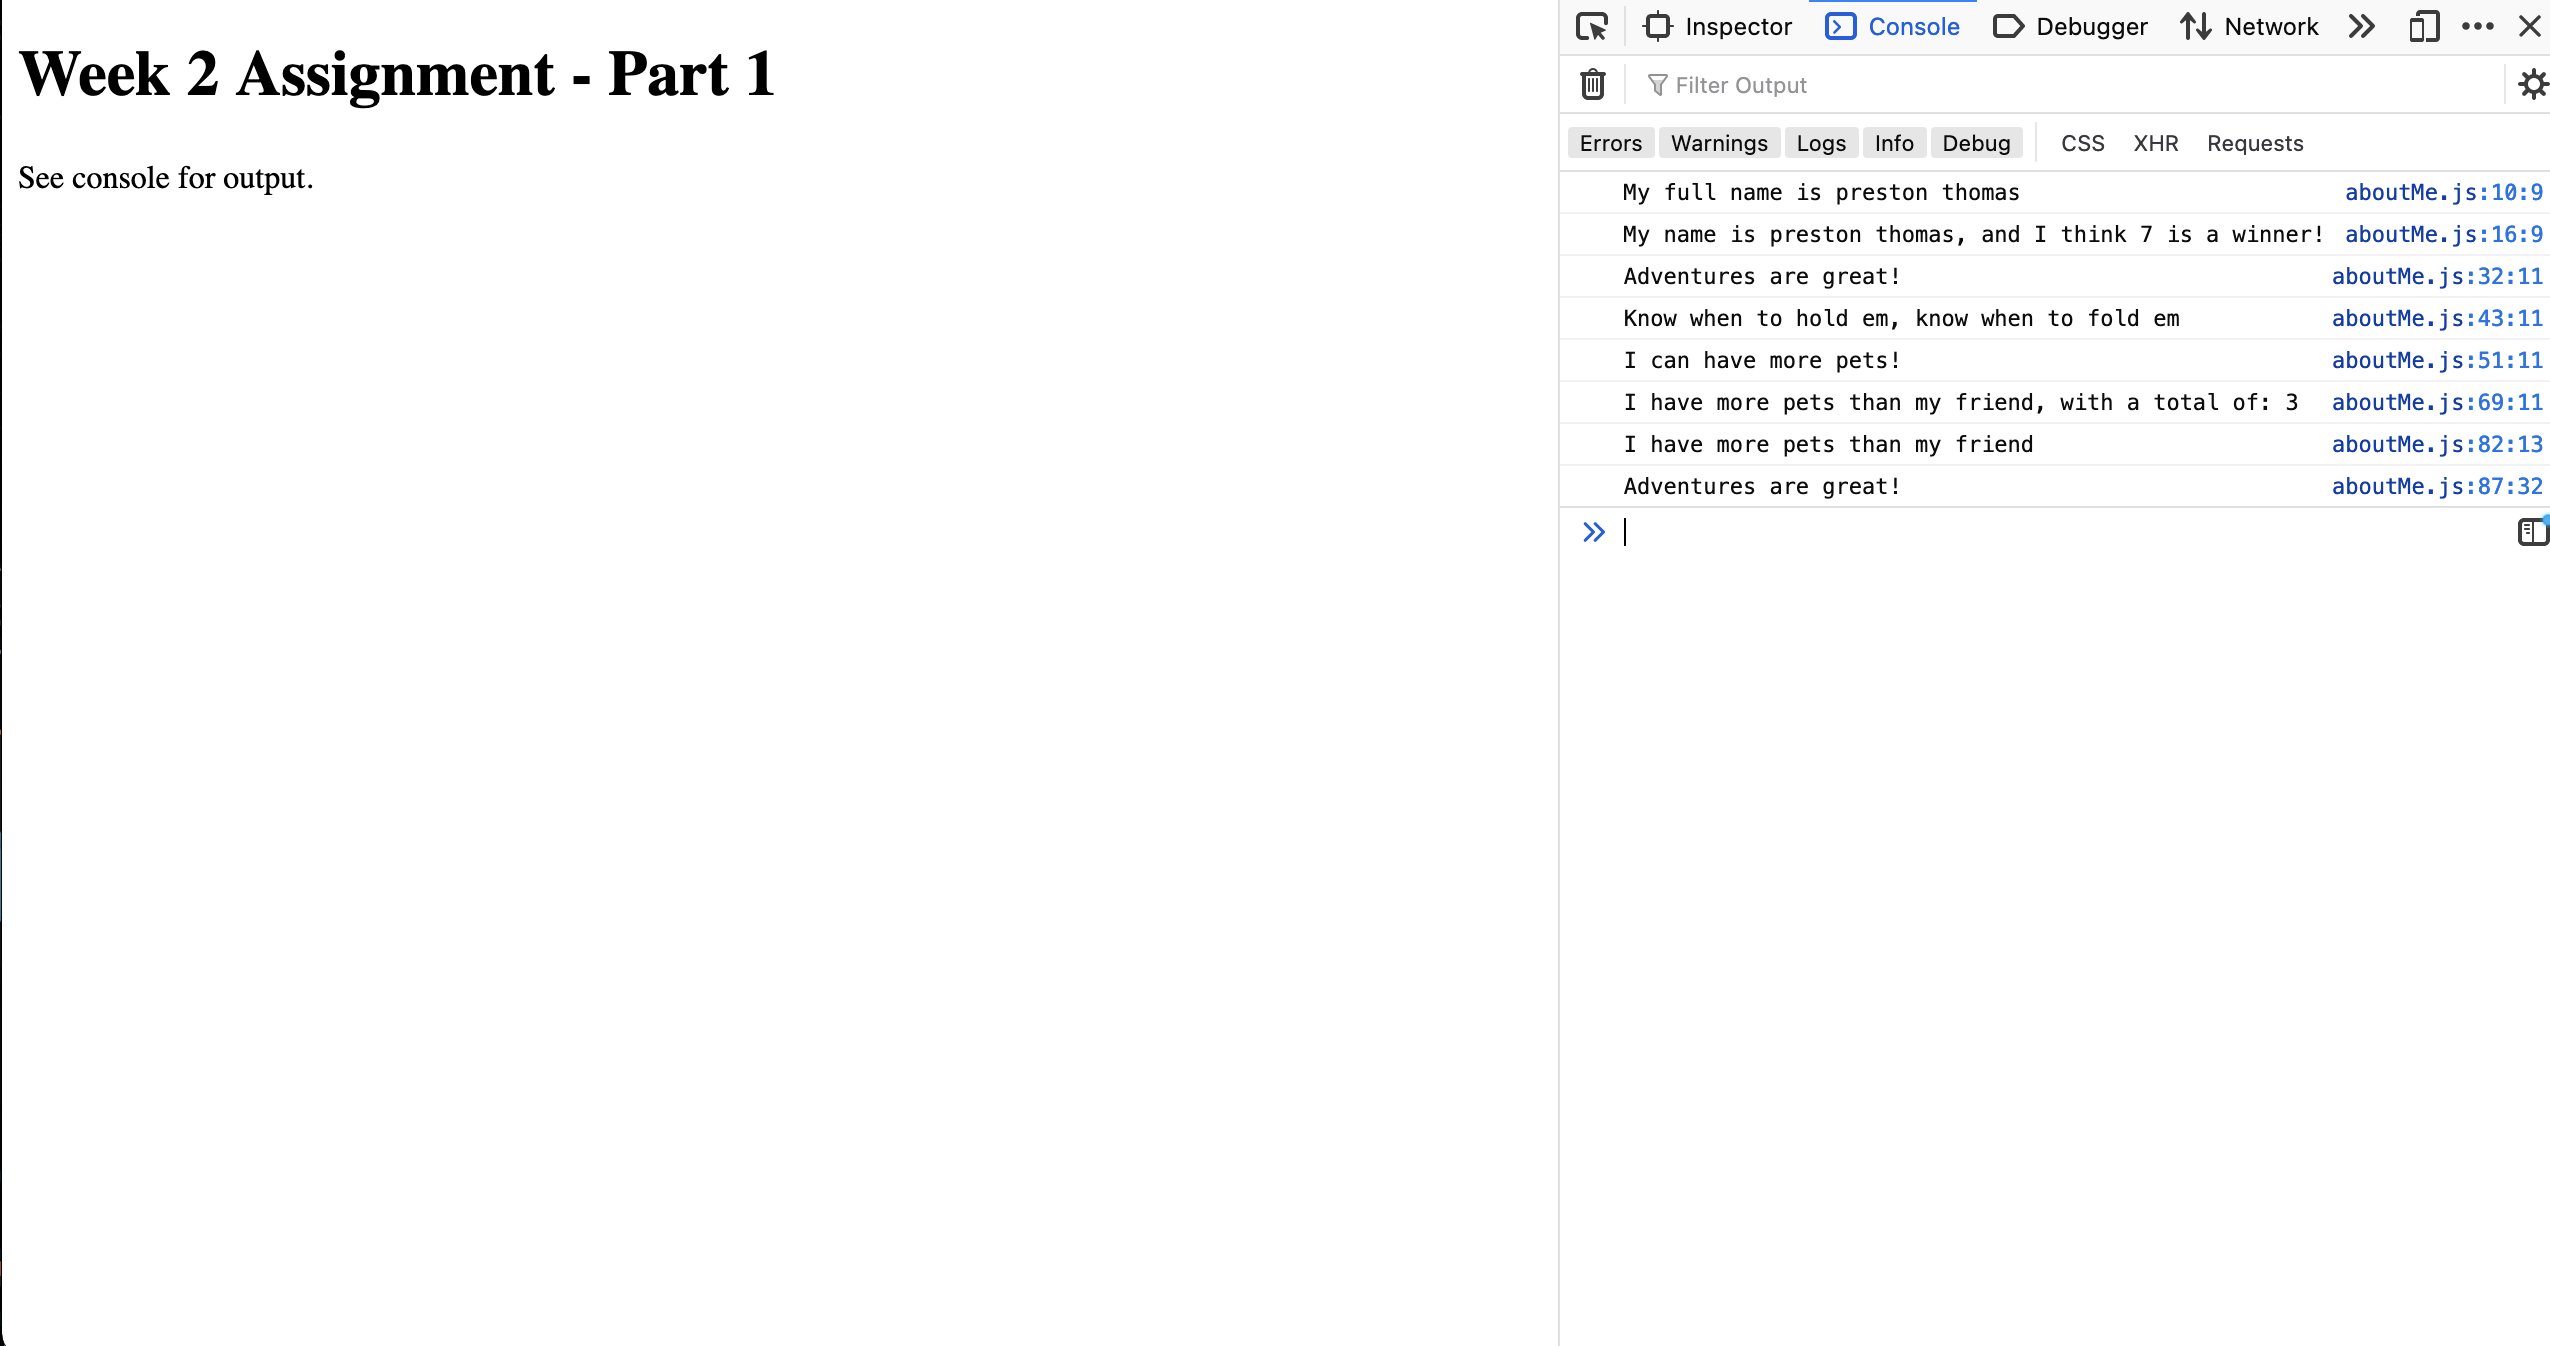 Week 2 Assignment - Part 1
See console for output.
Inspector Console Debugger Network
Filter Output
Errors Warnings Logs Info Debug CSS XHR Requests
My full name is preston thomas aboutMe.js:10:9
My name is preston thomas, and I think 7 is a winner! aboutMe.js:16:9
Adventures are great! aboutMe.js:32:11
Know when to hold em, know when to fold em aboutMe.js:43:11
I can have more pets! aboutMe.js:51:11
I have more pets than my friend, with a total of: 3 aboutMe.js:69:11
I have more pets than my friend aboutMe.js:82:13
Adventures are great! aboutMe.js:87:32